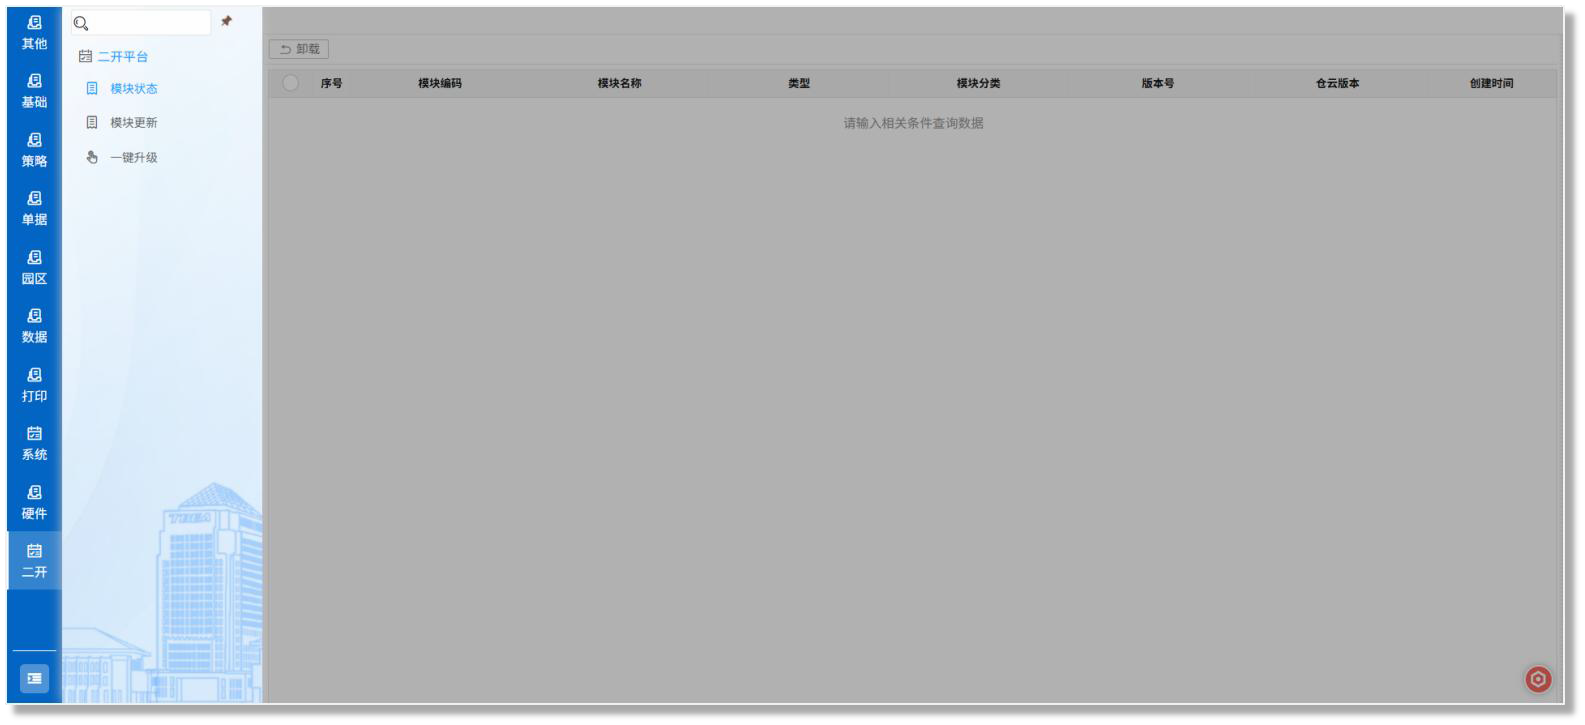 其他
基础
策略
单据
园区
数据
打印
系统
硬件
二开
二开平台
模块状态
模块更新
一键升级
TBEA
卸载
序号 模块编码 模块名称 类型 模块分类 版本号 仓云版本 创建时间
请输入相关条件查询数据